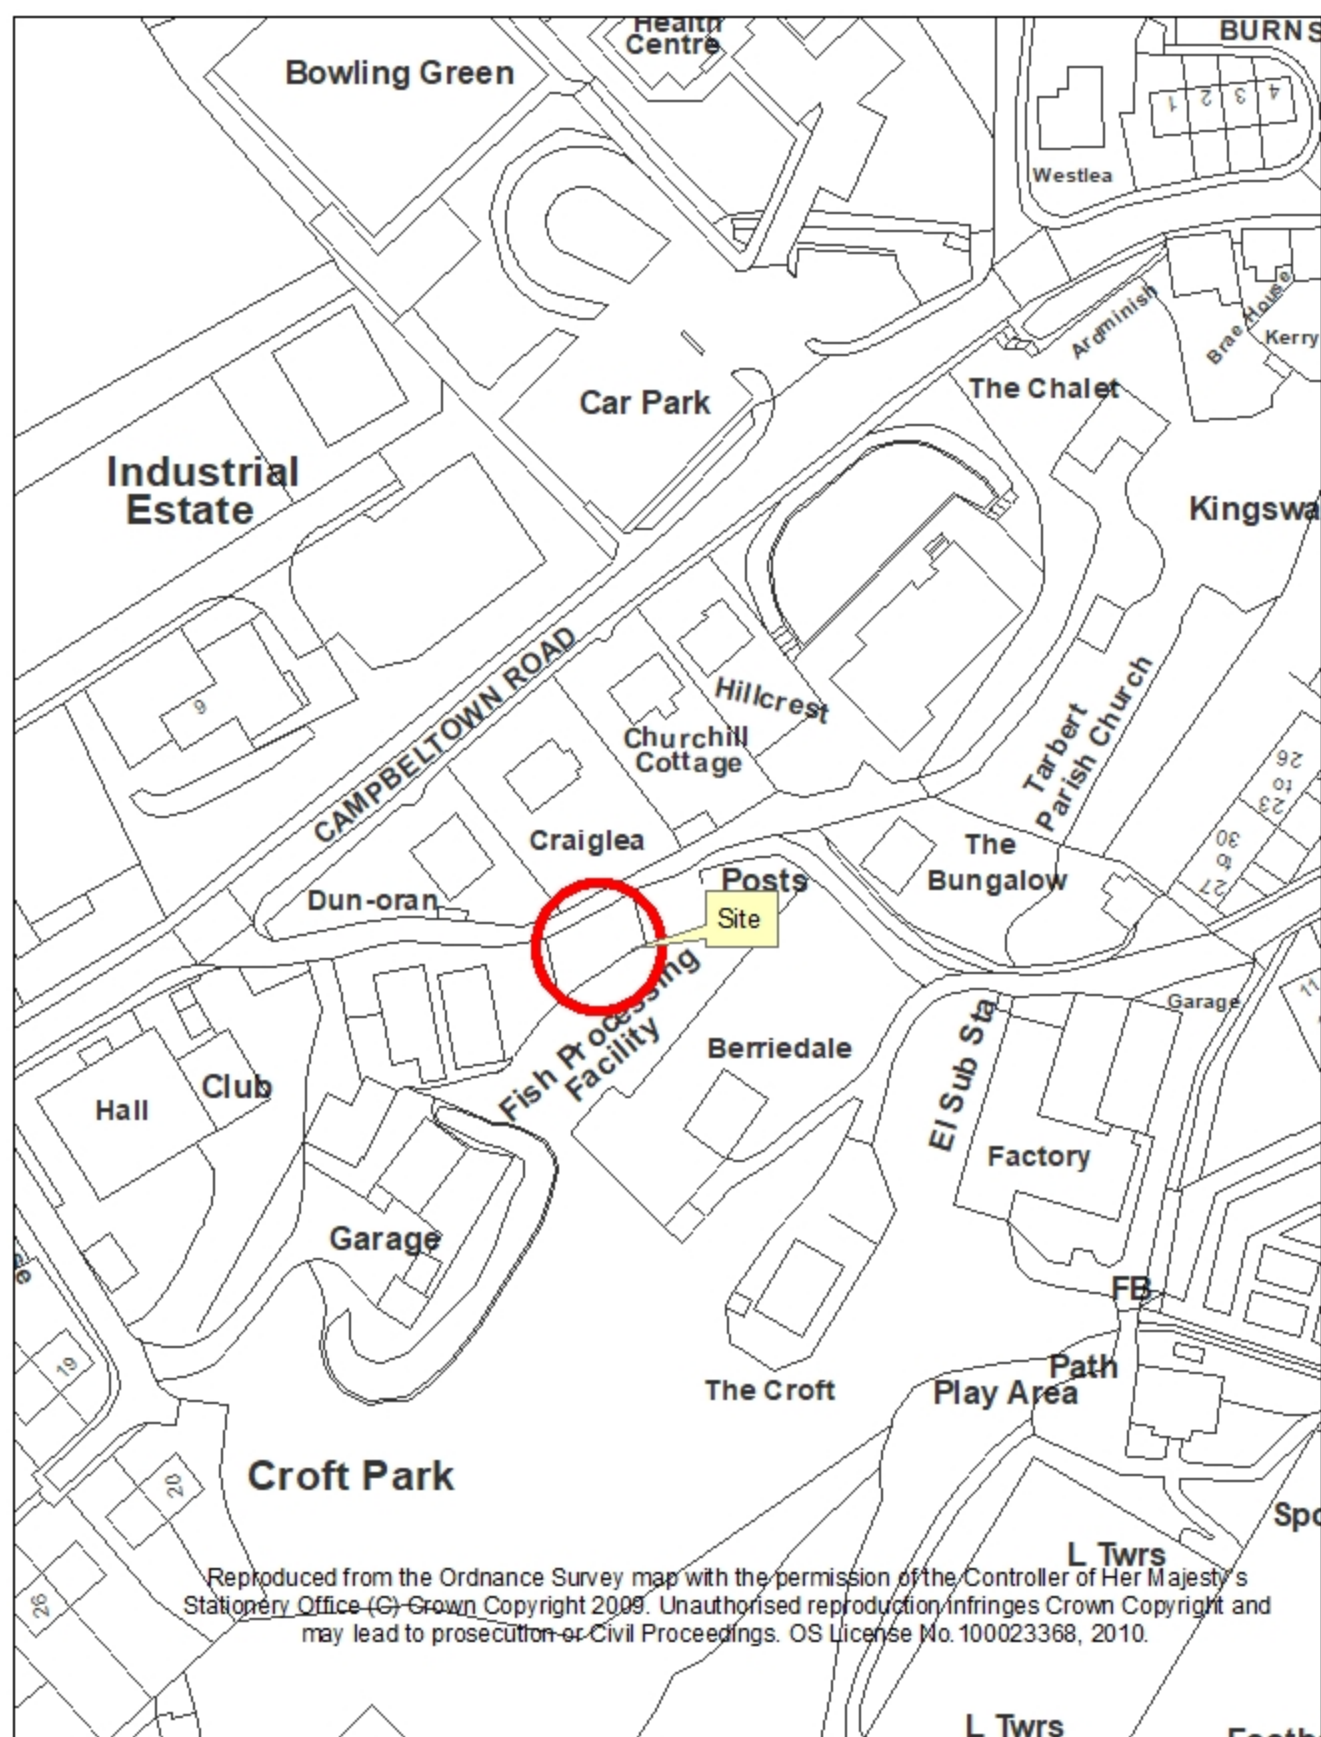 Health
Centre
BURNS
Bowling Green
1
2
3
4
Westlea
Ardminish
Brae House
Kerry
The Chalet
Car Park
Industrial
Estate
Kingswa
CAMPBELTOWN ROAD
Hillcrest
9
Churchill
Cottage
Tarbert
Parish Church
26
to
23
30
to
27
Craiglea
The
Bungalow
Posts
Dun-oran
Site
Garage
11
Fish Processing
Facility
Berriedale
El Sub Sta
Club
Hall
Factory
Garage
FB
Path
Play Area
The Croft
19
Croft Park
20
Spo
L Twrs
26
Reproduced from the Ordnance Survey map with the permission of the Controller of Her Majesty's
Stationery Office (C) Crown Copyright 2009. Unauthorised reproduction infringes Crown Copyright and
may lead to prosecution or Civil Proceedings. OS License No. 100023368, 2010.
L Twrs